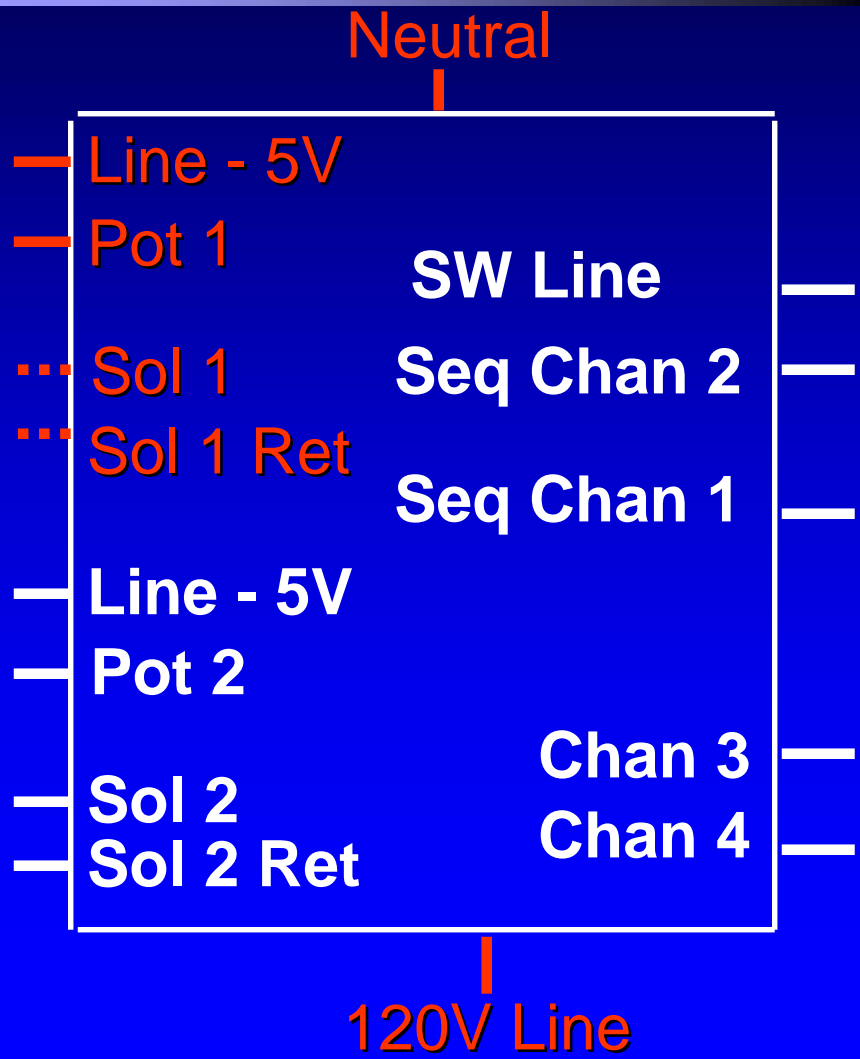 Neutral
Line - 5V
Pot 1
SW Line
Sol 1
Seq Chan 2
Sol 1 Ret
Seq Chan 1
Line - 5V
Pot 2
Chan 3
Sol 2
Chan 4
Sol 2 Ret
120V Line